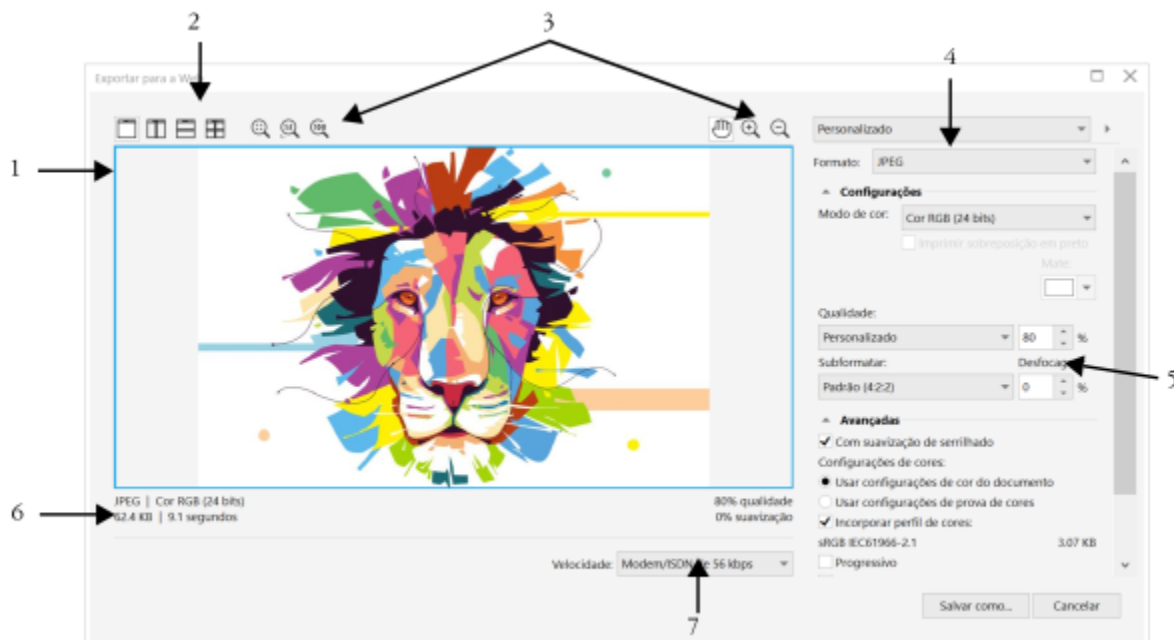 2
3
4
Exportar para a We
Personalizado
1
Formato: JPEG
Configurações
Modo de cor: Cor RGB (24 bits)
Imprimir sobreposição em preto
Mate:
Qualidade:
Personalizado 80 %
Subformatar: Desfocag
5
Padrão (4:2:2) 0 %
Avançadas
Com suavização de serrilhado
Configurações de cores:
Usar configurações de cor do documento
JPEG | Cor RGB (24 bits) 80% qualidade
Usar configurações de prova de cores
6
62.4 KB | 9.1 segundos 0% suavização
Incorporar perfil de cores:
sRGB IEC61966-2.1 3.07 KB
Velocidade: Modem/ISDN de 56 kbps
Progressivo
Salvar como... Cancelar
7